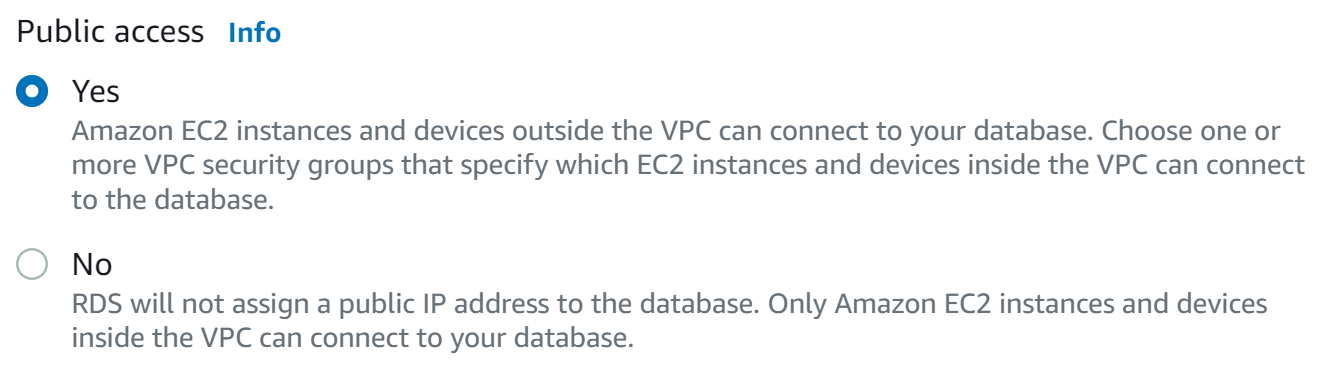 Public access Info
Yes
Amazon EC2 instances and devices outside the VPC can connect to your database. Choose one or
more VPC security groups that specify which EC2 instances and devices inside the VPC can connect
to the database.
No
RDS will not assign a public IP address to the database. Only Amazon EC2 instances and devices
inside the VPC can connect to your database.